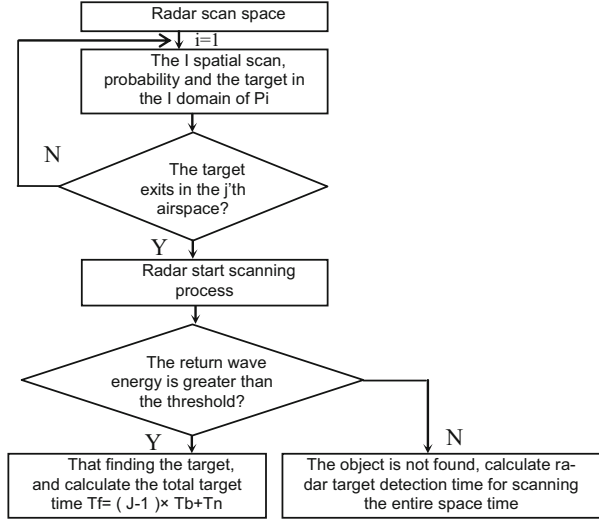 Radar scan space
i=1
The I spatial scan,
probability and the target in
the I domain of Pi
N
The target
exits in the j'th
airspace?
Y
Radar start scanning
process
The return wave
energy is greater than
the threshold?
Y
N
That finding the target,
and calculate the total target
time Tf= ( J-1 )× Tb+Tn
The object is not found, calculate ra-
dar target detection time for scanning
the entire space time